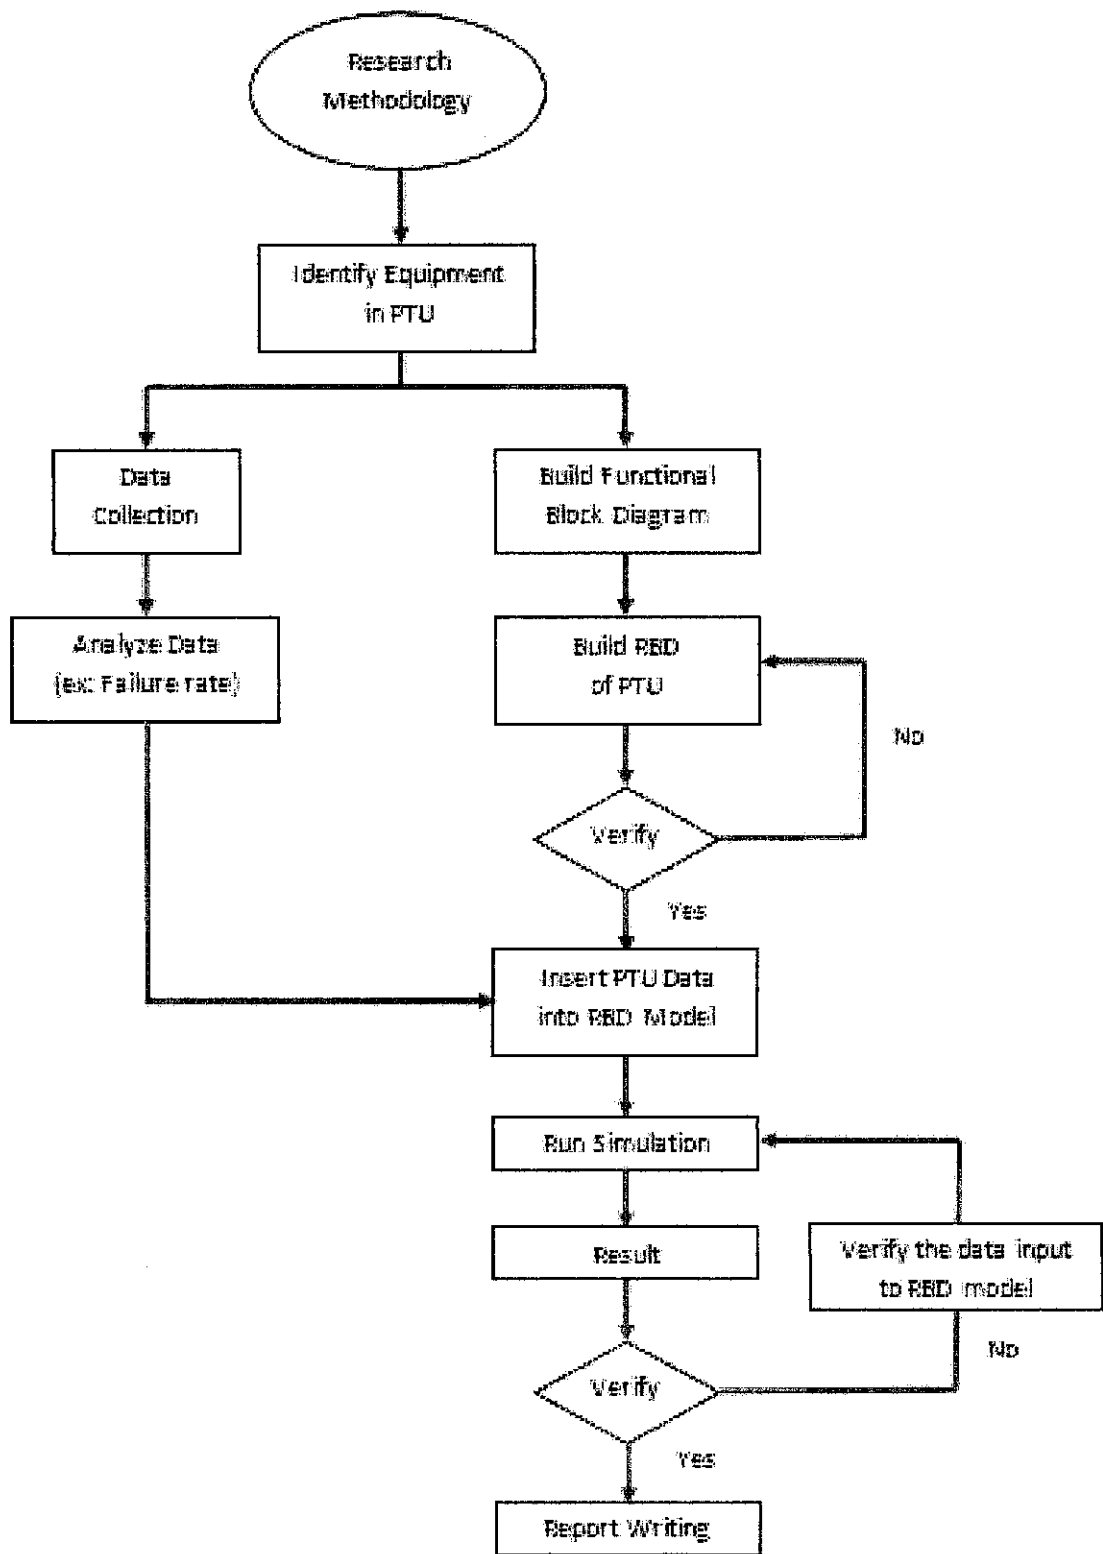 Research
Methodology
Identify Equipment
in PTU
Data
Collection
Build Functional
Block Diagram
Analyze Data
(ex: Failure rate)
Build RBD
of PTU
No
Verify
Yes
Insert PTU Data
into RBD Model
Run Simulation
Result
Verify the data input
to RBD model
No
Verify
Yes
Report Writing